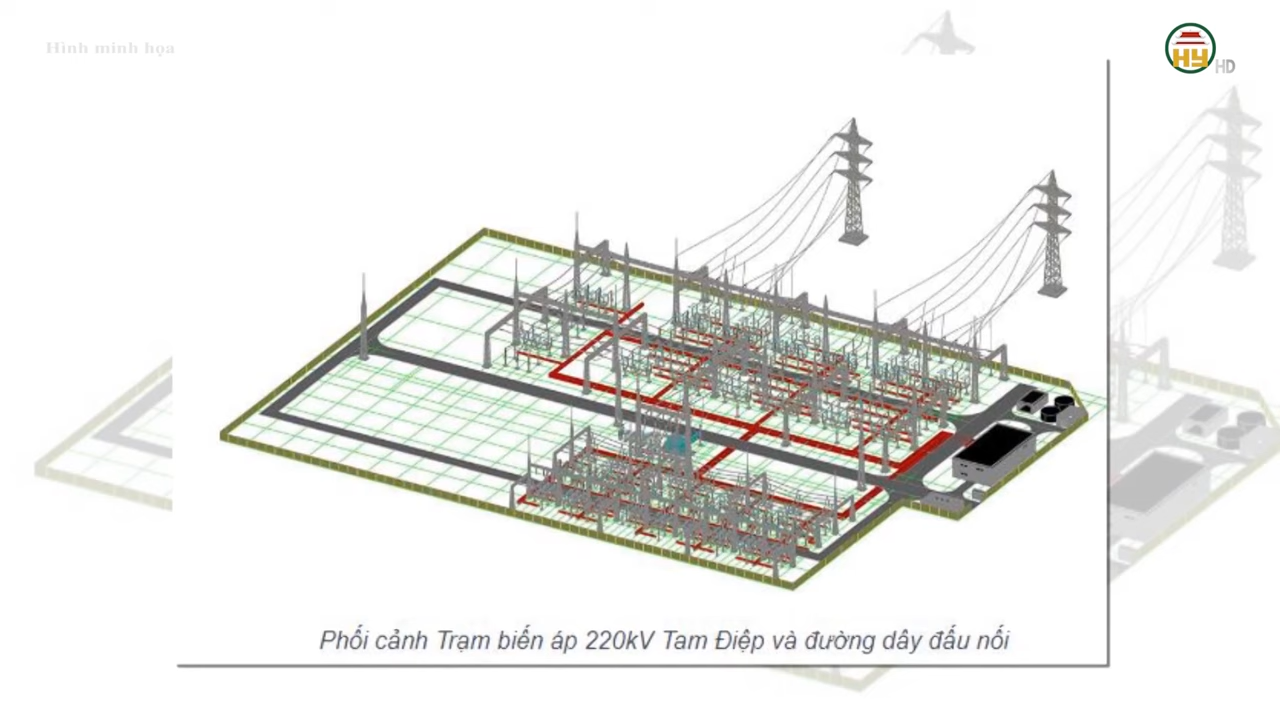 Hình minh họa
HY
HD
Phối cảnh Trạm biến áp 220kV Tam Điệp và đường dây đấu nối